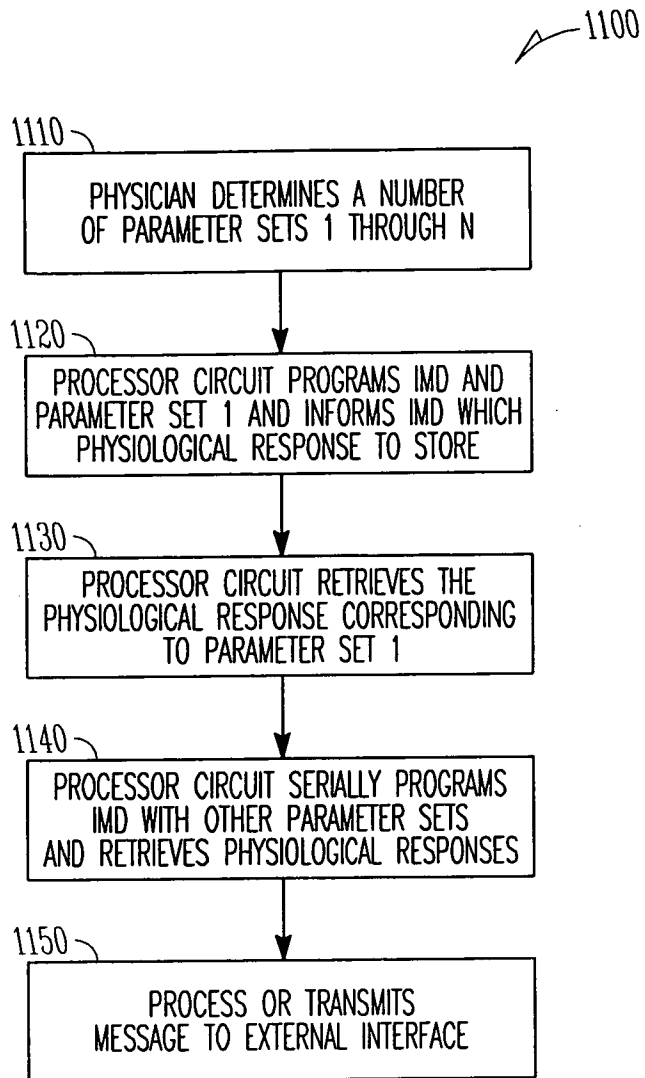 1100
1110
PHYSICIAN DETERMINES A NUMBER
OF PARAMETER SETS 1 THROUGH N
1120
PROCESSOR CIRCUIT PROGRAMS IMD AND
PARAMETER SET 1 AND INFORMS IMD WHICH
PHYSIOLOGICAL RESPONSE TO STORE
1130
PROCESSOR CIRCUIT RETRIEVES THE
PHYSIOLOGICAL RESPONSE CORRESPONDING
TO PARAMETER SET 1
1140
PROCESSOR CIRCUIT SERIALLY PROGRAMS
IMD WITH OTHER PARAMETER SETS
AND RETRIEVES PHYSIOLOGICAL RESPONSES
1150
PROCESS OR TRANSMITS
MESSAGE TO EXTERNAL INTERFACE